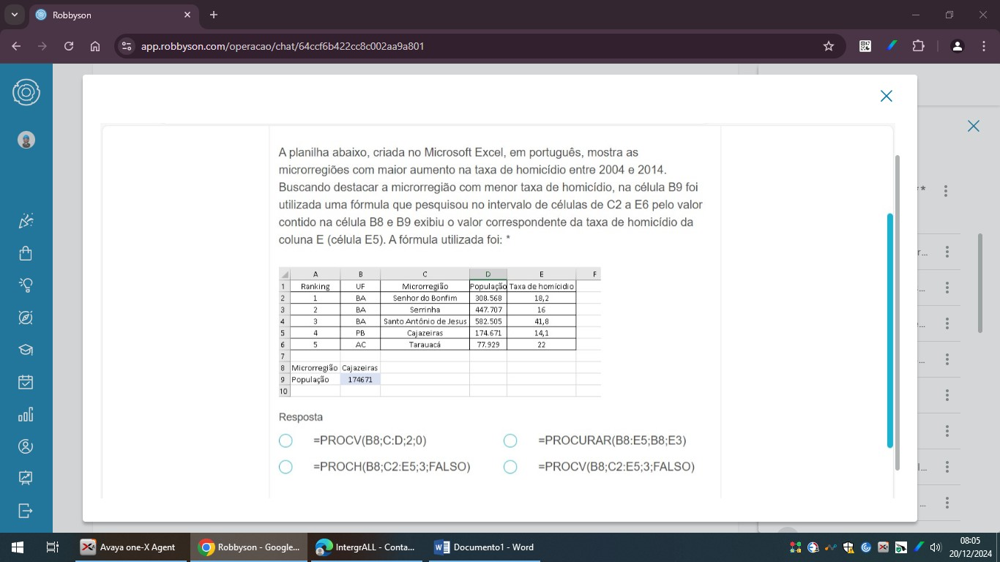 Robbyson
app.robbyson.com/operacao/chat/64ccf6b422cc8c002aa9a801
A planilha abaixo, criada no Microsoft Excel, em português, mostra as
microrregiões com maior aumento na taxa de homicídio entre 2004 e 2014.
Buscando destacar a microrregião com menor taxa de homicídio, na célula B9 foi
utilizada uma fórmula que pesquisou no intervalo de células de C2 a E6 pelo valor
contido na célula B8 e B9 exibiu o valor correspondente da taxa de homicídio da
coluna E (célula E5). A fórmula utilizada foi: *
A B C D E F
1 Ranking UF Microrregião População Taxa de homícidio
2 1 BA Senhor do Bonfim 308.568 18,2
3 2 BA Serrinha 447.707 16
4 3 BA Santo Antônio de Jesus 582.505 41,8
5 4 PB Cajazeiras 174.671 14,1
6 5 AC Tarauacá 77.929 22
7
8 Microrregião Cajazeiras
9 População 174671
10
Resposta
=PROCV(B8;C:D;2;0) =PROCURAR(B8:E5;B8;E3)
=PROCH(B8;C2:E5;3;FALSO) =PROCV(B8;C2:E5;3;FALSO)
Avaya one-X Agent Robbyson - Google... IntergrALL - Conta... Documento1 - Word
08:05
20/12/2024